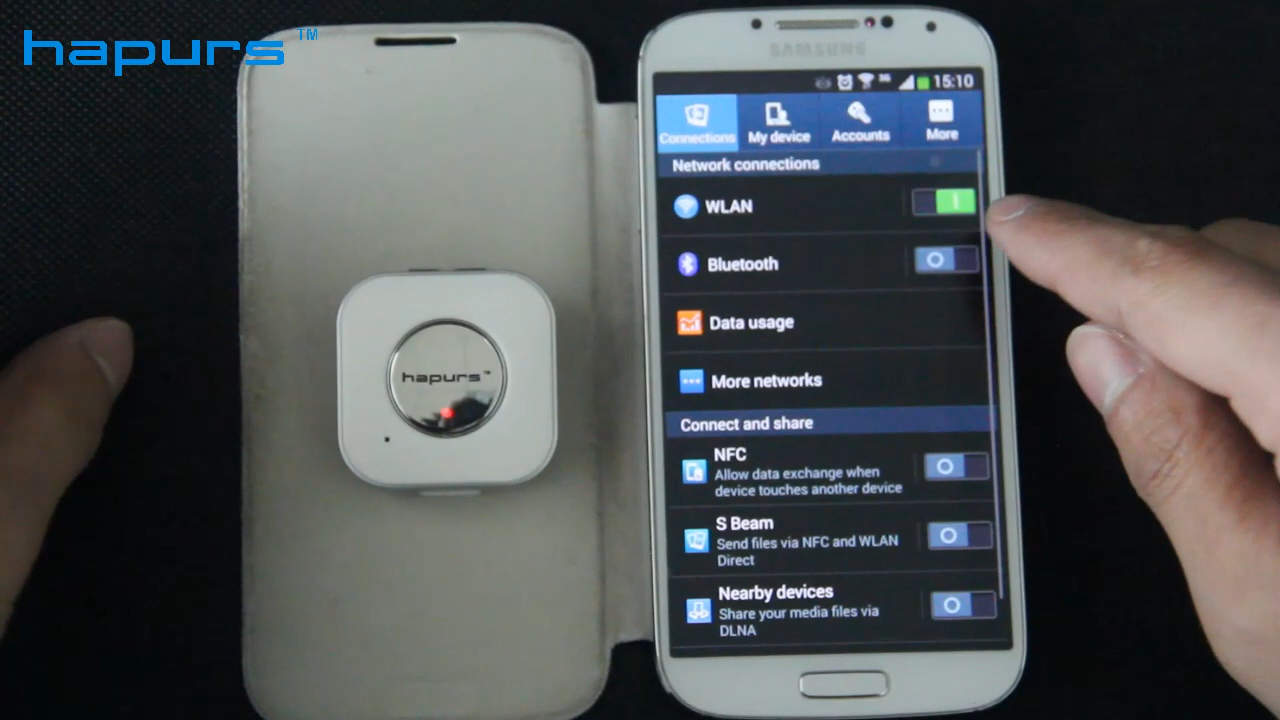 hapurs™
SAMSUNG
15:10
Connections
My device
Accounts
More
Network connections
WLAN
Bluetooth
Data usage
More networks
Connect and share
NFC
Allow data exchange when
device touches another device
S Beam
Send files via NFC and WLAN
Direct
Nearby devices
Share your media files via
DLNA
hapurs™